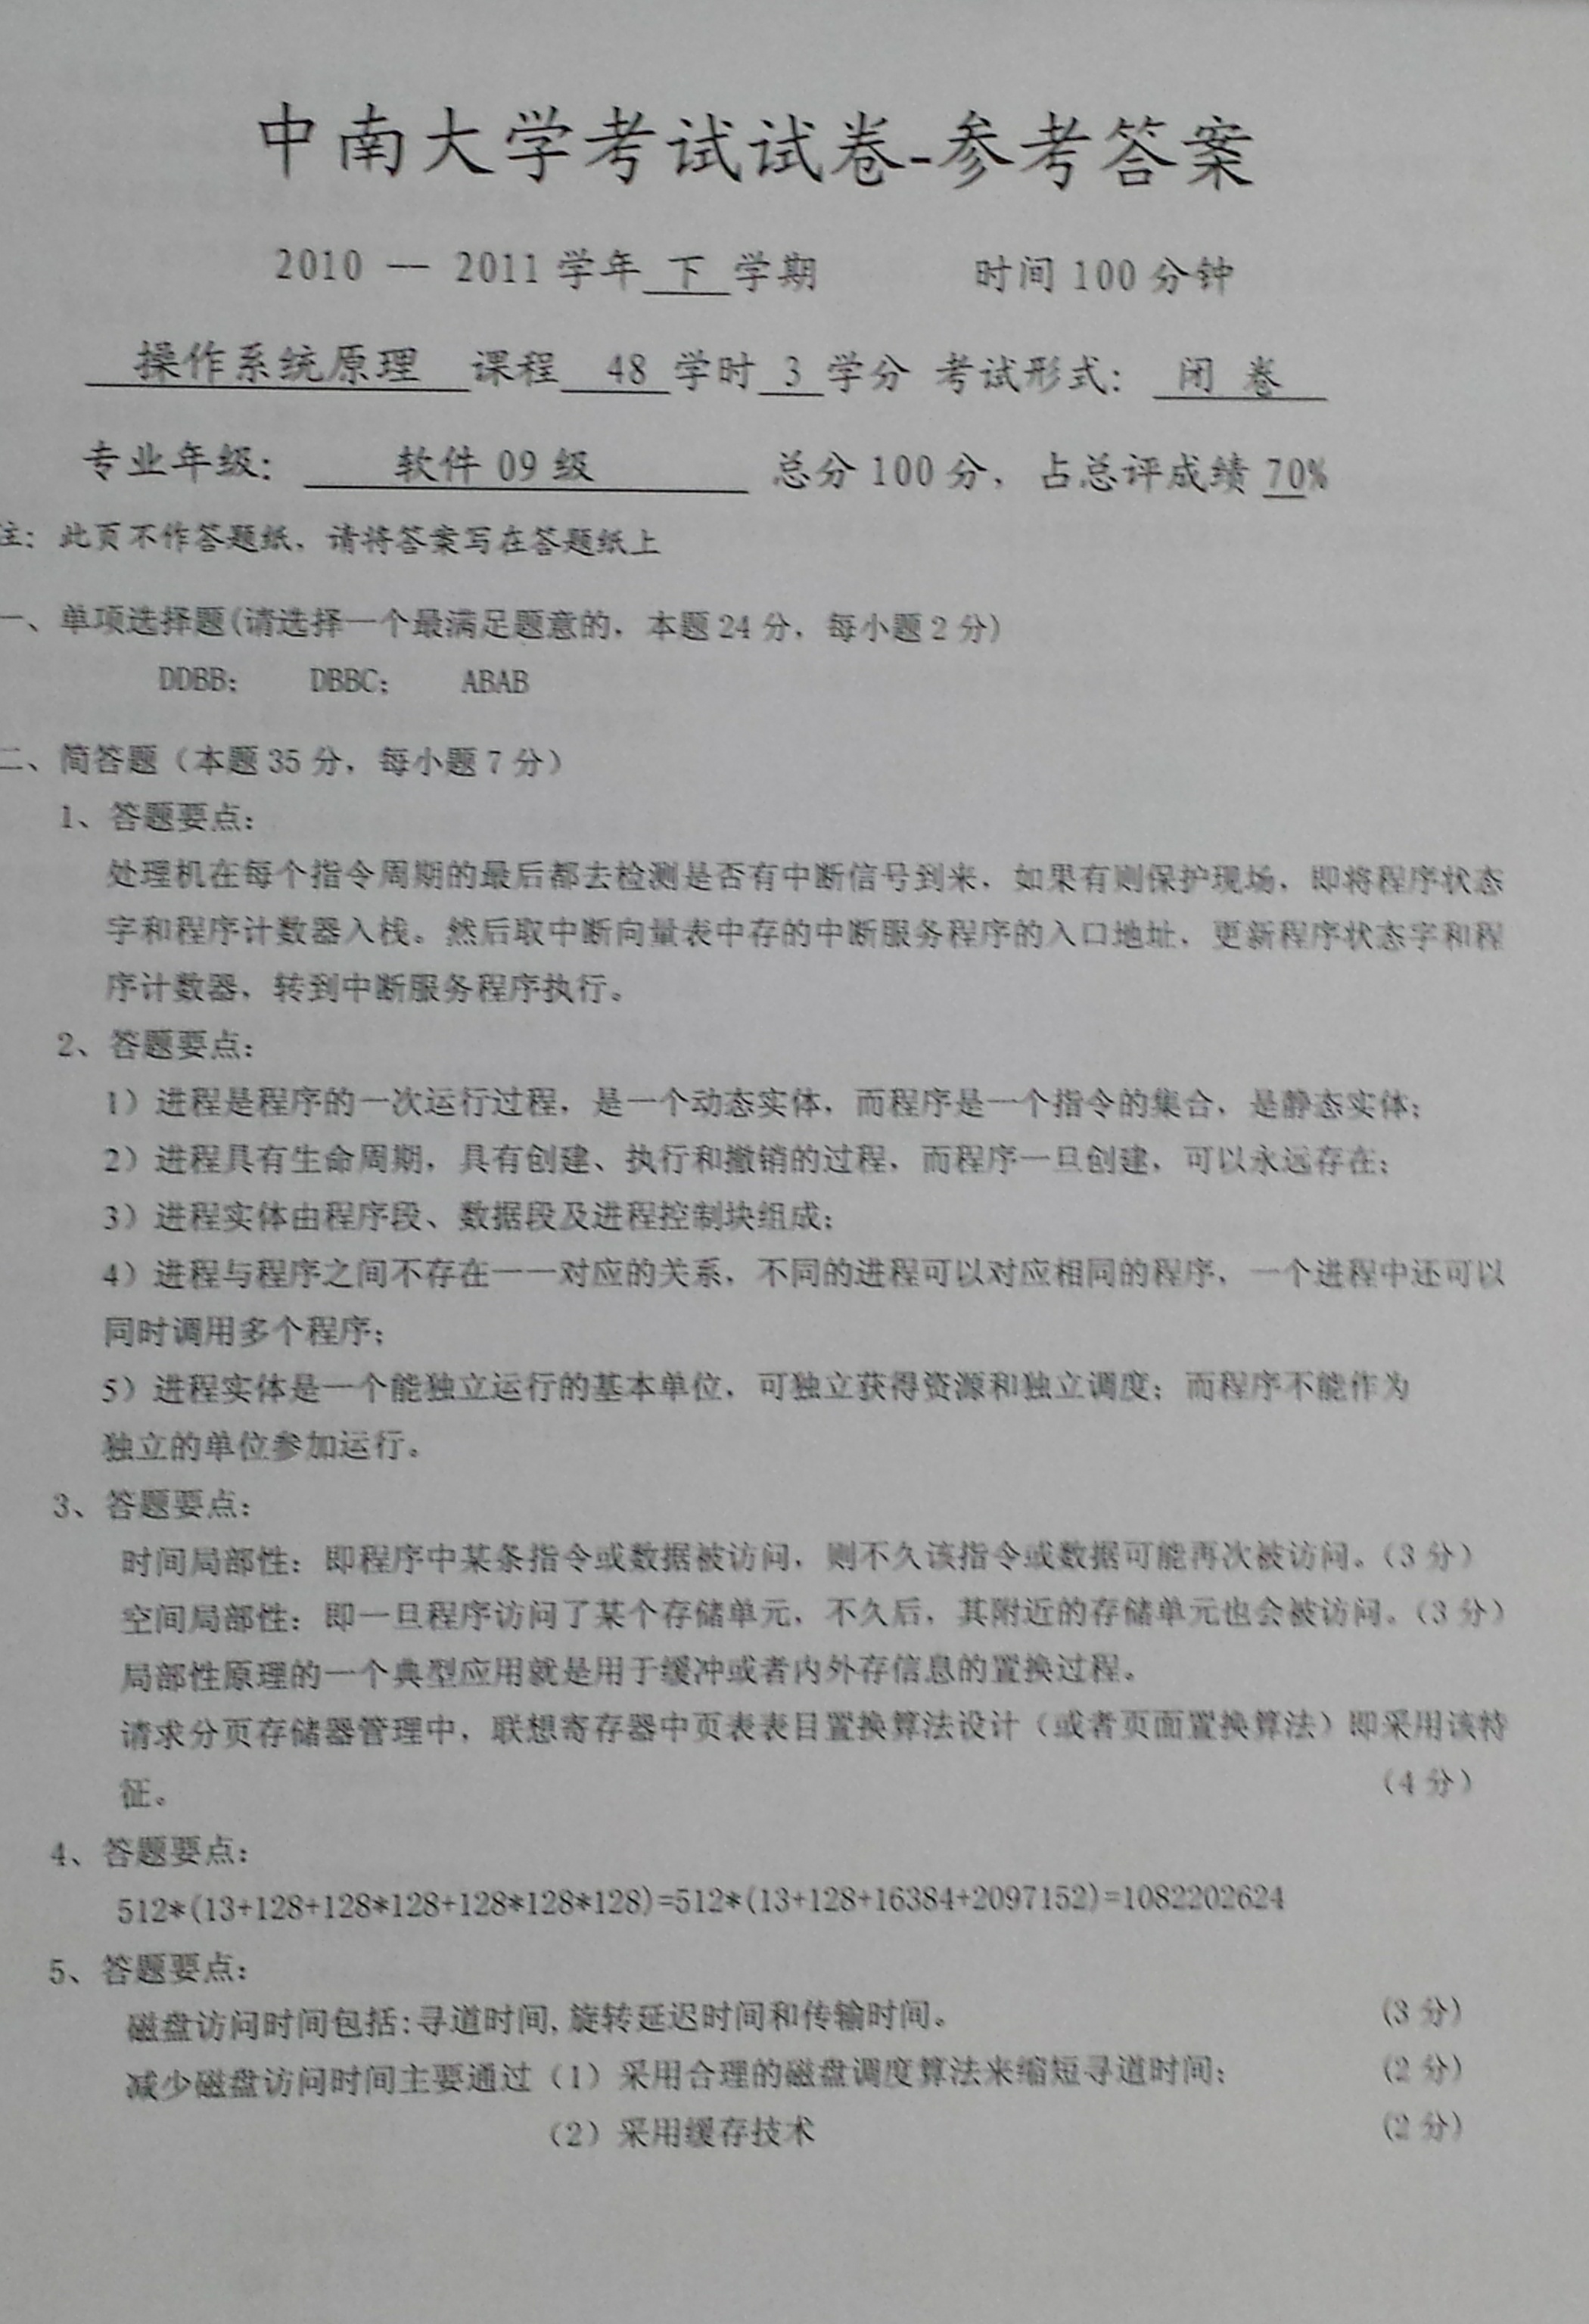 中南大学考试试卷-参考答案
2010 — 2011 学年 下 学期 时间 100 分钟
操作系统原理 课程 48 学时 3 学分 考试形式: 闭 卷
专业年级: 软件 09 级 总分 100 分, 占总评成绩 70%
注: 此页不作答题纸, 请将答案写在答题纸上
一、单项选择题(请选择一个最满足题意的, 本题 24 分, 每小题 2 分)
DDBB; DBBC; ABAB
二、简答题（本题 35 分, 每小题 7 分）
1、答题要点:
处理机在每个指令周期的最后都去检测是否有中断信号到来, 如果有则保护现场, 即将程序状态
字和程序计数器入栈。然后取中断向量表中存的中断服务程序的入口地址, 更新程序状态字和程
序计数器, 转到中断服务程序执行。
2、答题要点:
1）进程是程序的一次运行过程, 是一个动态实体, 而程序是一个指令的集合, 是静态实体;
2）进程具有生命周期, 具有创建、执行和撤销的过程, 而程序一旦创建, 可以永远存在;
3）进程实体由程序段、数据段及进程控制块组成;
4）进程与程序之间不存在一一对应的关系, 不同的进程可以对应相同的程序, 一个进程中还可以
同时调用多个程序;
5）进程实体是一个能独立运行的基本单位, 可独立获得资源和独立调度; 而程序不能作为
独立的单位参加运行。
3、答题要点:
时间局部性: 即程序中某条指令或数据被访问, 则不久该指令或数据可能再次被访问。（3 分）
空间局部性: 即一旦程序访问了某个存储单元, 不久后, 其附近的存储单元也会被访问。（3 分）
局部性原理的一个典型应用就是用于缓冲或者内外存信息的置换过程。
请求分页存储器管理中, 联想寄存器中页表表目置换算法设计（或者页面置换算法）即采用该特
征。 （4 分）
4、答题要点:
512*(13+128+128*128+128*128*128)=512*(13+128+16384+2097152)=1082202624
5、答题要点:
磁盘访问时间包括: 寻道时间, 旋转延迟时间和传输时间。 (3 分)
减少磁盘访问时间主要通过（1）采用合理的磁盘调度算法来缩短寻道时间; (2 分)
（2）采用缓存技术 (2 分)